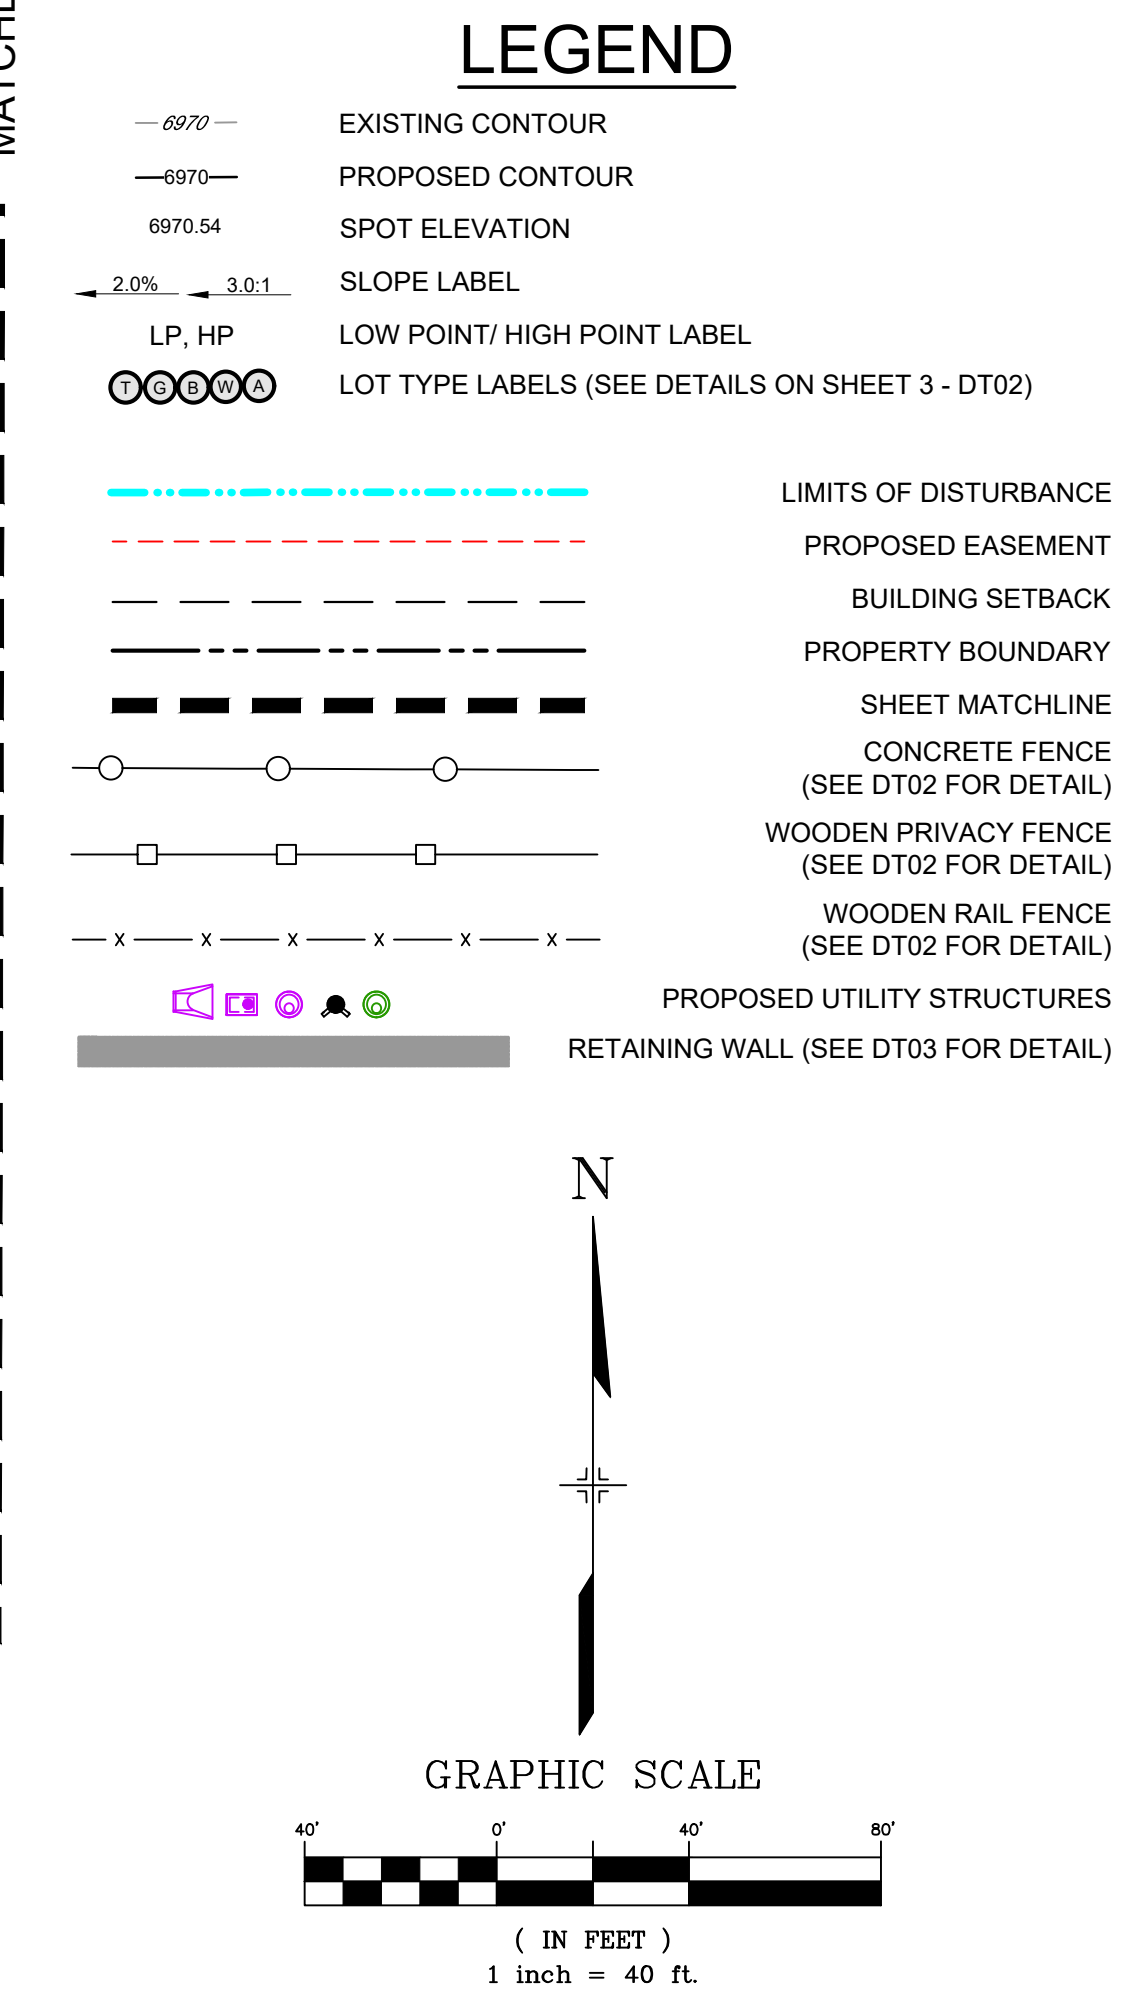 LEGEND
6970 EXISTING CONTOUR
6970 PROPOSED CONTOUR
6970.54 SPOT ELEVATION
2.0% 3.0:1 SLOPE LABEL
LP, HP LOW POINT/ HIGH POINT LABEL
T G B W A LOT TYPE LABELS (SEE DETAILS ON SHEET 3 - DT02)
LIMITS OF DISTURBANCE
PROPOSED EASEMENT
BUILDING SETBACK
PROPERTY BOUNDARY
SHEET MATCHLINE
CONCRETE FENCE
(SEE DT02 FOR DETAIL)
WOODEN PRIVACY FENCE
(SEE DT02 FOR DETAIL)
X X X X X X WOODEN RAIL FENCE
(SEE DT02 FOR DETAIL)
PROPOSED UTILITY STRUCTURES
RETAINING WALL (SEE DT03 FOR DETAIL)
N
GRAPHIC SCALE
40' 0' 40' 80'
( IN FEET )
1 inch = 40 ft.